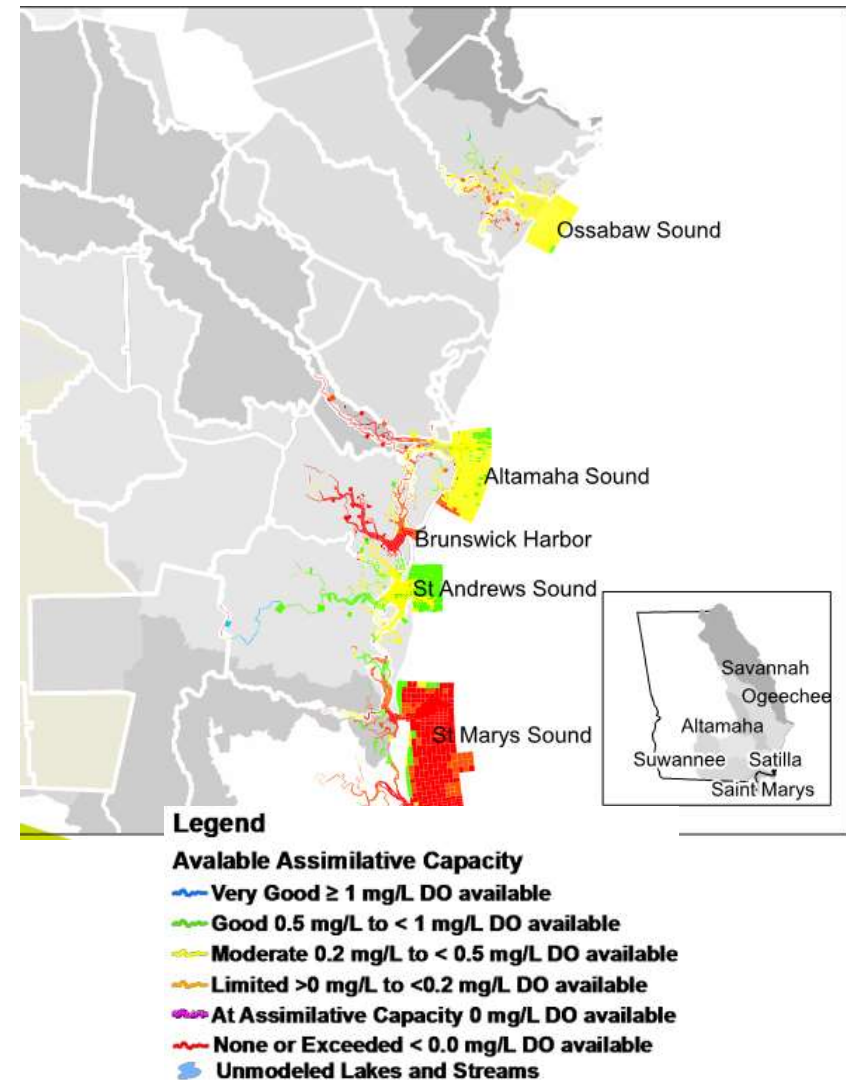 Ossabaw Sound
Altamaha Sound
Brunswick Harbor
St Andrews Sound
St Marys Sound
Savannah
Ogeechee
Altamaha
Suwannee
Satilla
Saint Marys
Legend
Avalable Assimilative Capacity
Very Good ≥ 1 mg/L DO available
Good 0.5 mg/L to < 1 mg/L DO available
Moderate 0.2 mg/L to < 0.5 mg/L DO available
Limited >0 mg/L to <0.2 mg/L DO available
At Assimilative Capacity 0 mg/L DO available
None or Exceeded < 0.0 mg/L DO available
Unmodeled Lakes and Streams